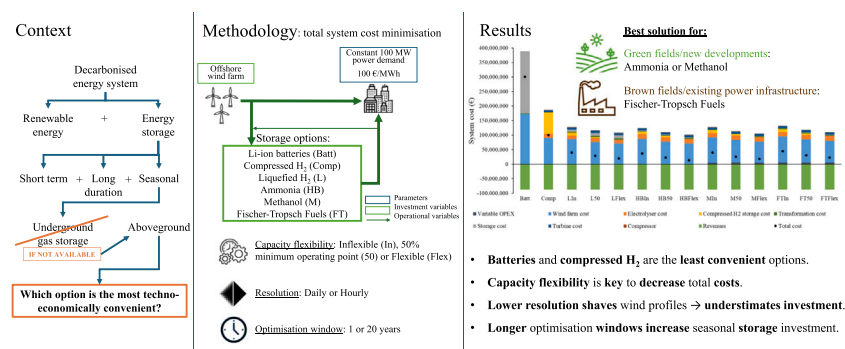 Context
Decarbonised
energy system
Renewable
energy
+
Energy
storage
Short term + Long
duration
+ Seasonal
Underground
gas storage
Aboveground
IF NOT AVAILABLE
Which option is the most techno-
economically convenient?
Methodology: total system cost minimisation
Offshore
wind farm
Constant 100 MW
power demand
100 €/MWh
Storage options:
Li-ion batteries (Batt)
Compressed H2 (Comp)
Liquefied H2 (L)
Ammonia (HB)
Methanol (M)
Fischer-Tropsch Fuels (FT)
Parameters
Investment variables
Operational variables
Capacity flexibility: Inflexible (In), 50%
minimum operating point (50) or Flexible (Flex)
Resolution: Daily or Hourly
Optimisation window: 1 or 20 years
Results
Best solution for:
Green fields/new developments:
Ammonia or Methanol
Brown fields/existing power infrastructure:
Fischer-Tropsch Fuels
System cost (€)
400,000,000
350,000,000
300,000,000
250,000,000
200,000,000
150,000,000
100,000,000
50,000,000
0
-50,000,000
-100,000,000
Batt Comp LIn L50 LFlex HBIn HB50 HBFlex MIn M50 MFlex FTIn FT50 FTFlex
Variable OPEX Wind farm cost Electrolyser cost Compressed H2 storage cost Transformation cost
Storage cost Turbine cost Compressor Revenues Total cost
• Batteries and compressed H2 are the least convenient options.
• Capacity flexibility is key to decrease total costs.
• Lower resolution shaves wind profiles → understimates investment.
• Longer optimisation windows increase seasonal storage investment.